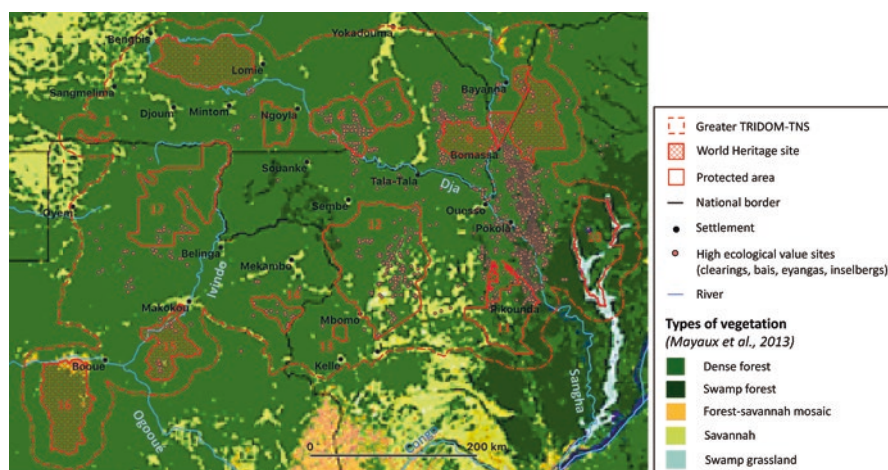 Bengbis
Yokadouma
Lomié
Sangmelima
Bayanga
Djoum
Mintom
Ngoyla
Bomassa
Souanke
Tala-Tala
Dja
Oyem
Sembe
Ouesso
Pokola
Belinga
Mekambo
Ivindo
Makokou
Mbomo
Pikounda
Booue
Kelle
Sangha
Ogooue
Congo
0
200 km
Greater TRIDOM-TNS
World Heritage site
Protected area
National border
Settlement
High ecological value sites
(clearings, bais, eyangas, inselbergs)
River
Types of vegetation
(Mayaux et al., 2013)
Dense forest
Swamp forest
Forest-savannah mosaic
Savannah
Swamp grassland